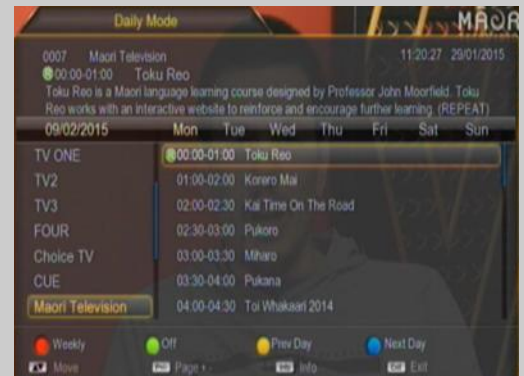 Daily Mode
MĀOR
0007 Maori Television 11:20:27 29/01/2015
R 00:00-01:00 Toku Reo
Toku Reo is a Maori language learning course designed by Professor John Moorfield. Toku
Reo works with an interactive website to reinforce and encourage further learning. (REPEAT)
09/02/2015 Mon Tue Wed Thu Fri Sat Sun
TV ONE R 00:00-01:00 Toku Reo
TV2 01:00-02:00 Korero Mai
TV3 02:00-02:30 Kai Time On The Road
FOUR 02:30-03:00 Pukoro
Choice TV 03:00-03:30 Miharo
CUE 03:30-04:00 Pukana
Maori Television 04:00-04:30 Toi Whakaari 2014
Weekly Off Prev Day Next Day
Move Page + - Info Exit